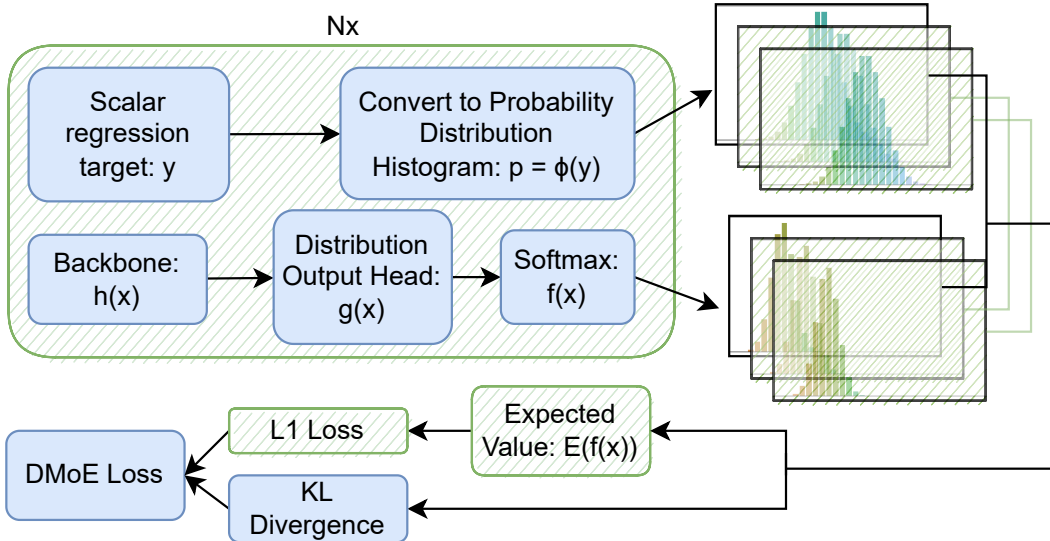 Nx
Scalar
regression
target: y
Convert to Probability
Distribution
Histogram: p = ϕ(y)
Backbone:
h(x)
Distribution
Output Head:
g(x)
Softmax:
f(x)
DMoE Loss
L1 Loss
Expected
Value: E(f(x))
KL
Divergence